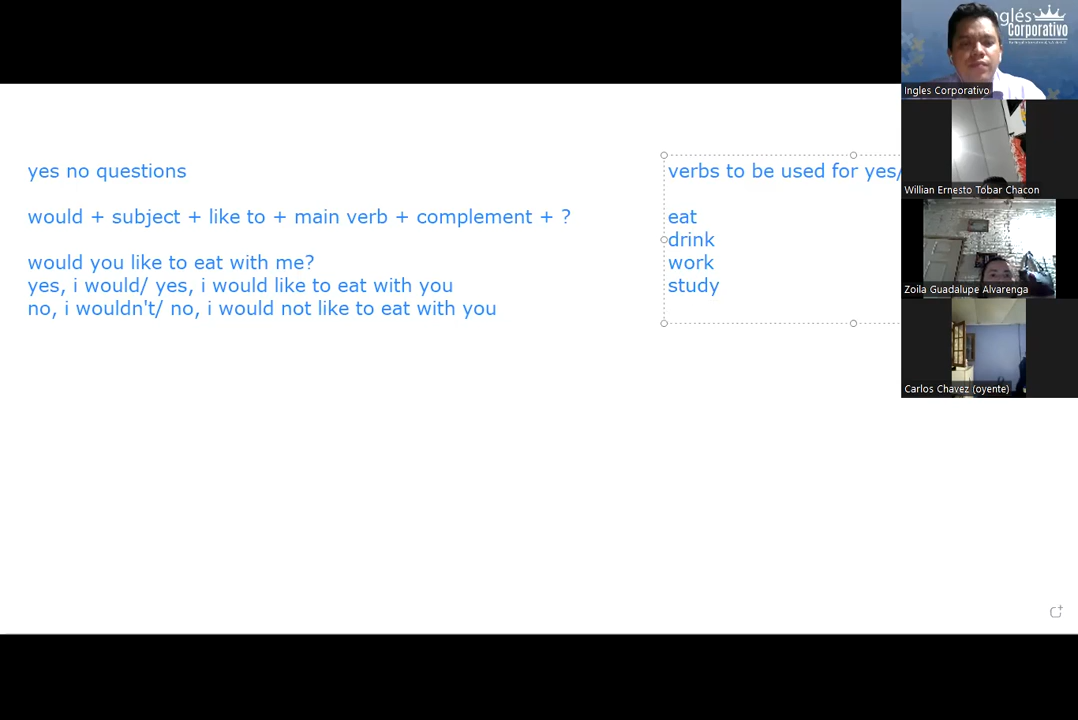 yes no questions
would + subject + like to + main verb + complement + ?
would you like to eat with me?
yes, i would/ yes, i would like to eat with you
no, i wouldn't/ no, i would not like to eat with you
verbs to be used for yes/
eat
drink
work
study
Inglés
Corporativo
Ingles Corporativo
Willian Ernesto Tobar Chacon
Zoila Guadalupe Alvarenga
Carlos Chavez (oyente)